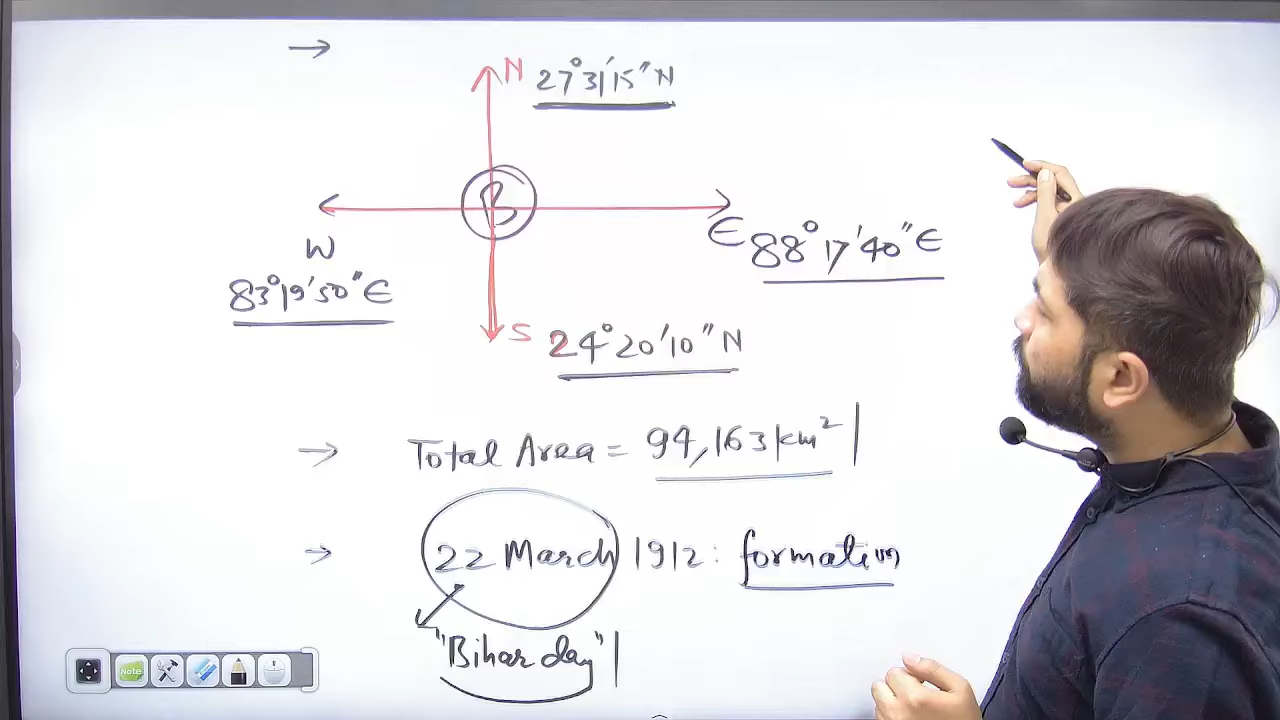 N 27°31'15"N
B
W
E 88°17'40"E
83°19'50"E
S 24°20'10"N
Total Area = 94,163 km²
22 March 1912: formation
"Bihar day"
Note